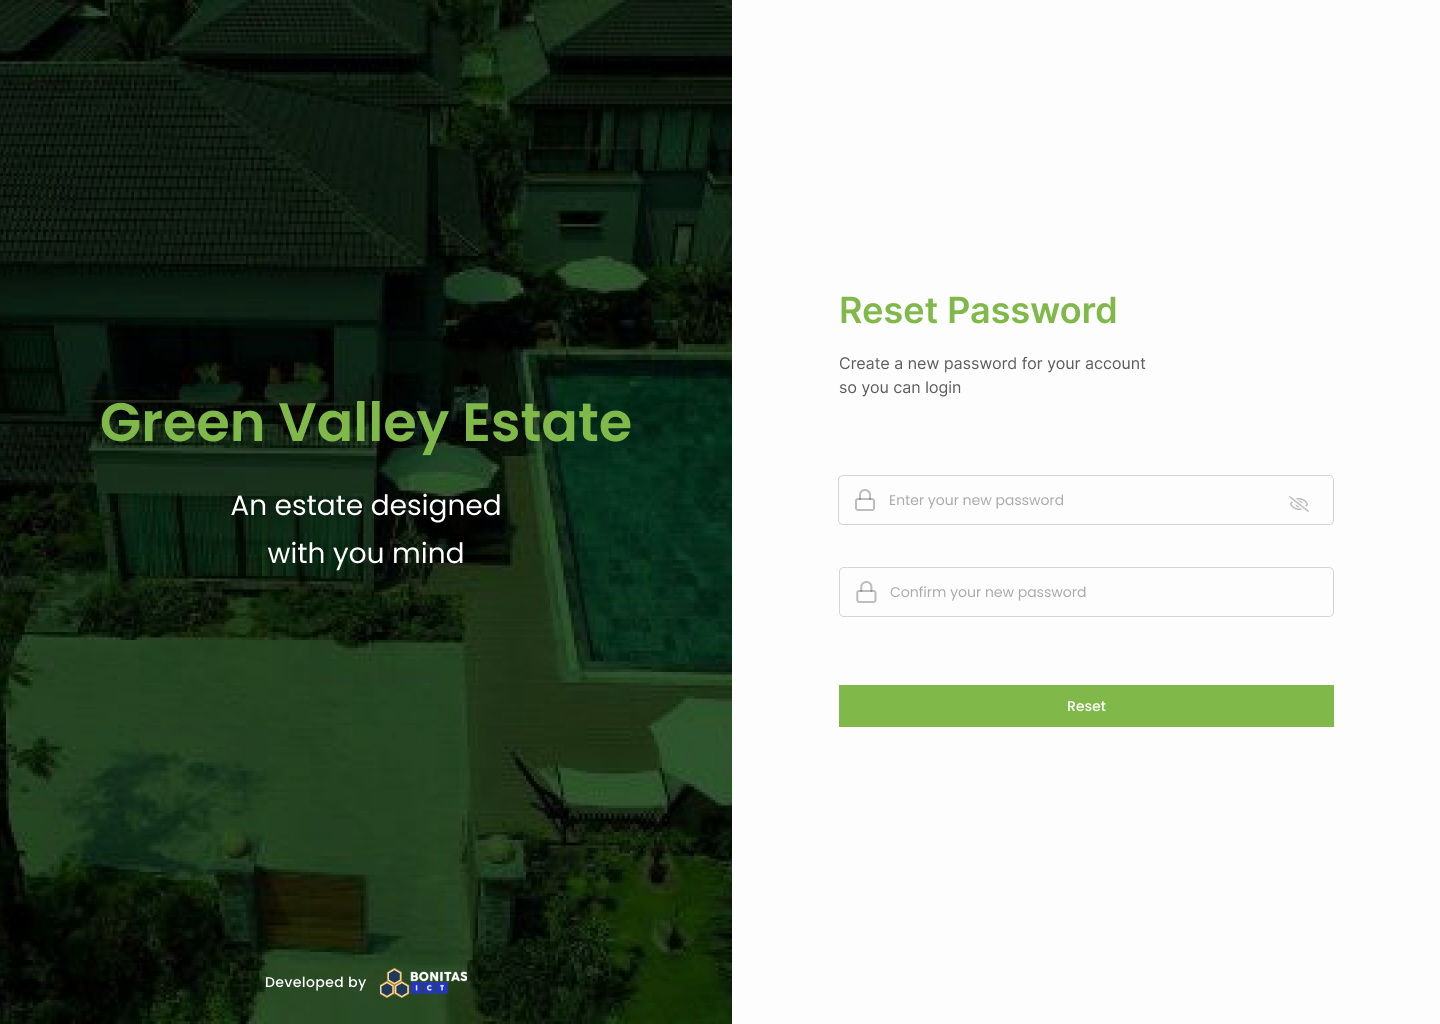 Green Valley Estate
An estate designed
with you mind
Developed by
BONITAS
ICT
Reset Password
Create a new password for your account
so you can login
Enter your new password
Confirm your new password
Reset